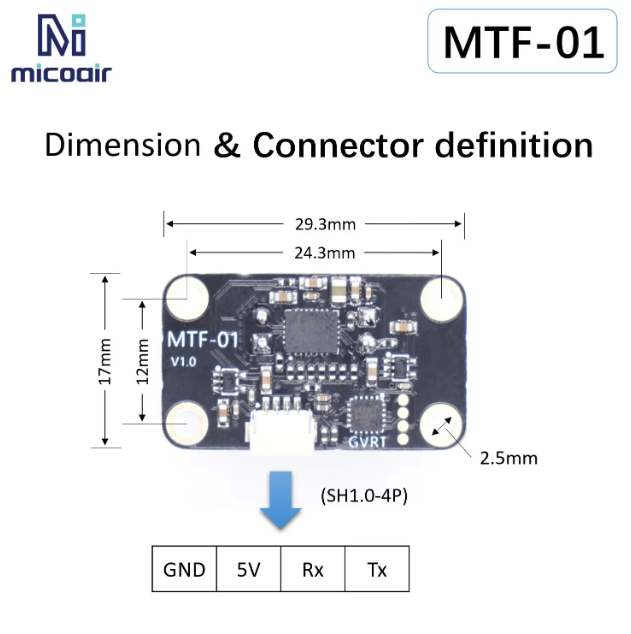 micoair
MTF-01
Dimension & Connector definition
29.3mm
24.3mm
17mm
12mm
MTF-01
V1.0
GVRT
2.5mm
(SH1.0-4P)
GND 5V Rx Tx